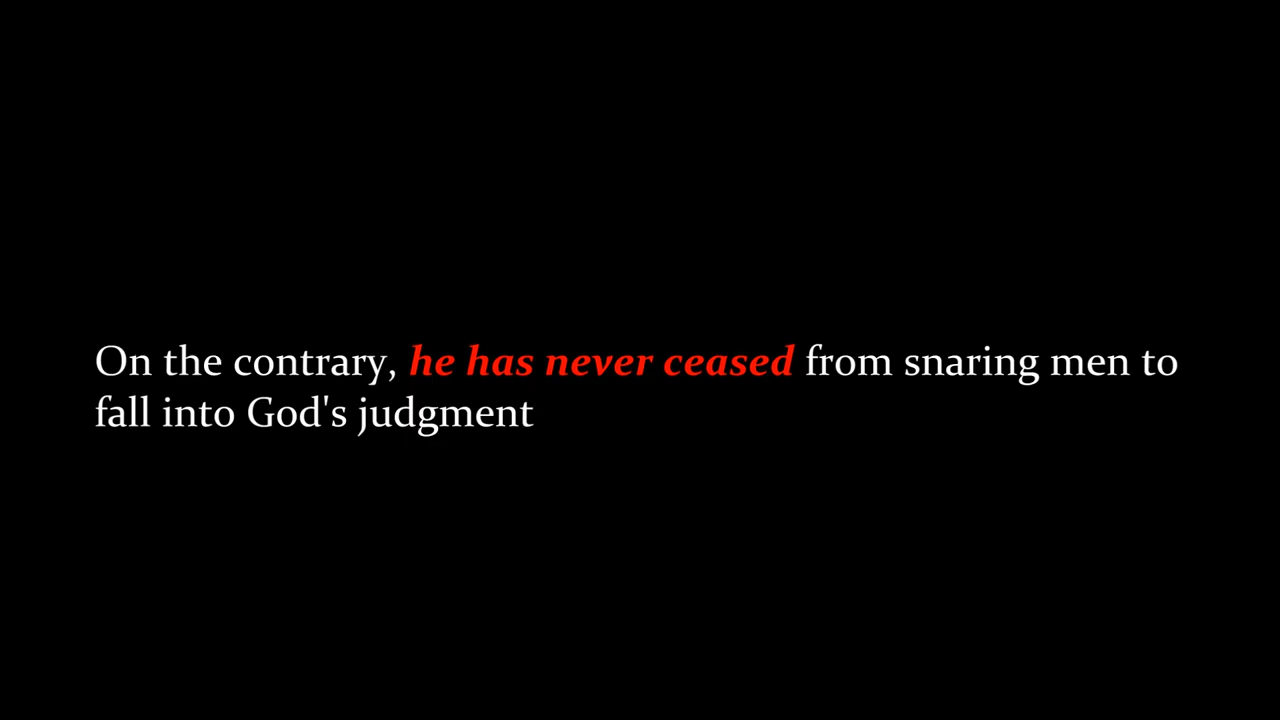 On the contrary, he has never ceased from snaring men to
fall into God's judgment